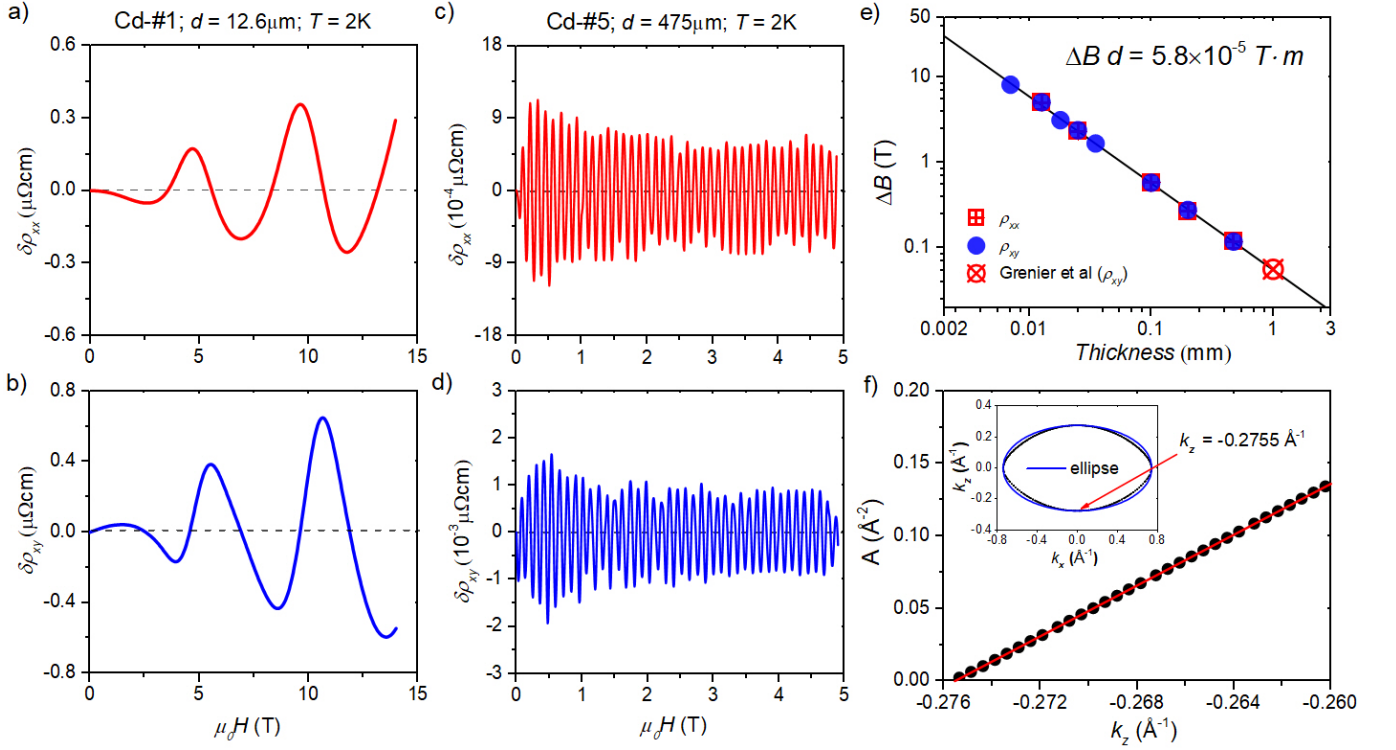 a)
Cd-#1; d = 12.6μm; T = 2K
0.6
0.3
0.0
-0.3
-0.6
0
5
10
15
δρxx (μΩcm)
b)
0.8
0.4
0.0
-0.4
-0.8
0
5
10
15
δρxy (μΩcm)
μ0H (T)
c)
Cd-#5; d = 475μm; T = 2K
18
9
0
-9
-18
0
1
2
3
4
5
δρxx (10-4 μΩcm)
d)
3
2
1
0
-1
-2
-3
0
1
2
3
4
5
δρxy (10-3 μΩcm)
μ0H (T)
e)
50
10
1
0.1
ΔB (T)
ΔB d = 5.8×10-5 T·m
ρxx
ρxy
Grenier et al (ρxy)
0.002
0.01
0.1
1
3
Thickness (mm)
f)
0.20
0.15
0.10
0.05
0.00
A (Å-2)
0.4
0.2
0.0
-0.2
-0.4
kz (Å-1)
ellipse
-0.8
-0.4
0.0
0.4
0.8
kx (Å-1)
kz = -0.2755 Å-1
-0.276
-0.272
-0.268
-0.264
-0.260
kz (Å-1)